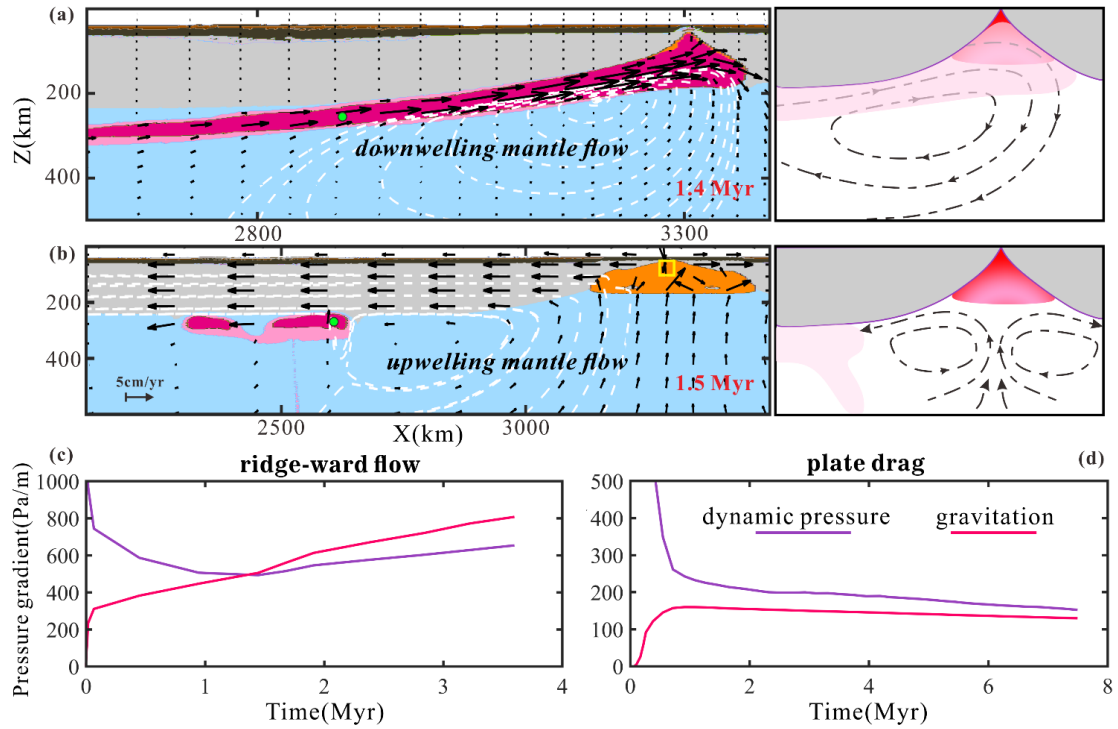 (a)
Z(km)
200
400
downwelling mantle flow
1.4 Myr
2800
3300
(b)
200
400
5cm/yr
upwelling mantle flow
1.5 Myr
2500
X(km)
3000
(c)
ridge-ward flow
Pressure gradient(Pa/m)
1000
800
600
400
200
0
0
1
2
3
4
Time(Myr)
plate drag
(d)
500
400
300
200
100
0
dynamic pressure
gravitation
0
2
4
6
8
Time(Myr)